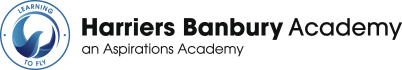 LEARNING
TO FLY
Harriers Banbury Academy
an Aspirations Academy